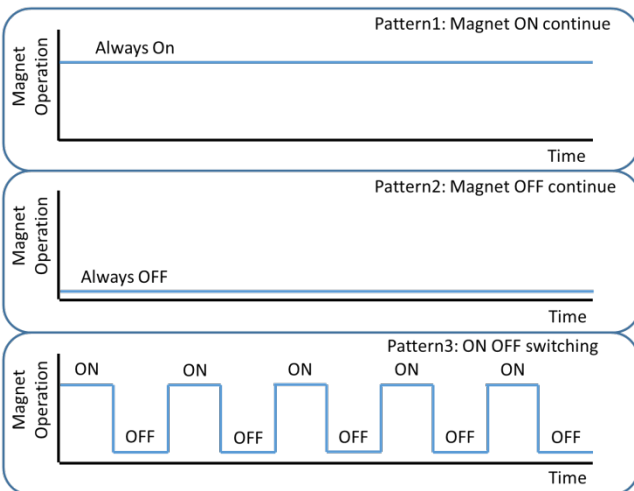 Pattern1: Magnet ON continue
Always On
Magnet
Operation
Time
Pattern2: Magnet OFF continue
Magnet
Operation
Always OFF
Time
Pattern3: ON OFF switching
ON ON ON ON ON
Magnet
Operation
OFF OFF OFF OFF OFF
Time